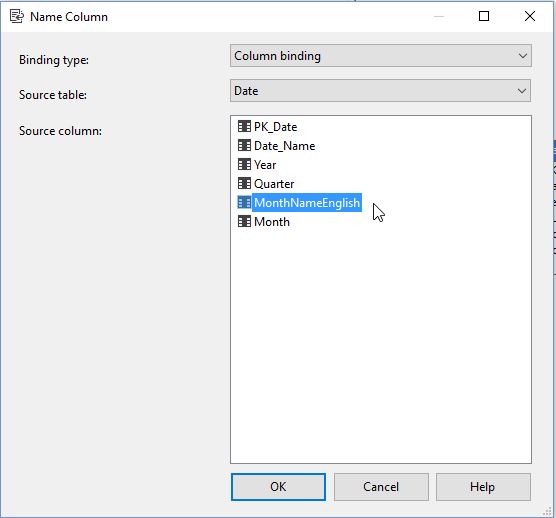 Name Column
Binding type:
Column binding
Source table:
Date
Source column:
PK_Date
Date_Name
Year
Quarter
MonthNameEnglish
Month
OK
Cancel
Help